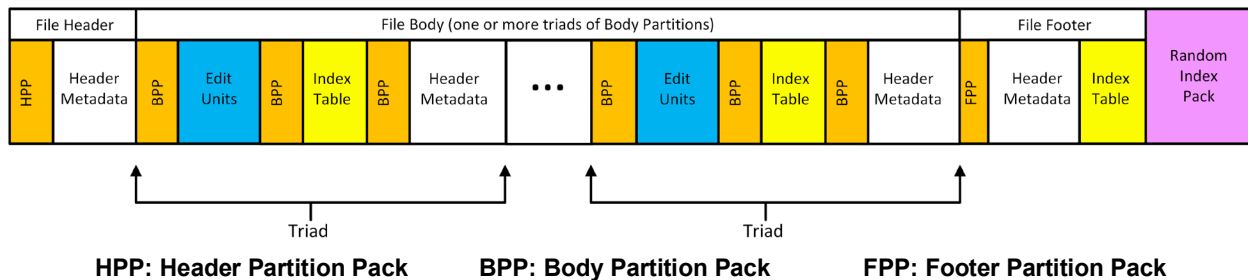 File Header
File Body (one or more triads of Body Partitions)
File Footer
HPP
Header
Metadata
BPP
Edit
Units
BPP
Index
Table
BPP
Header
Metadata
...
BPP
Edit
Units
BPP
Index
Table
BPP
Header
Metadata
FPP
Header
Metadata
Index
Table
Random
Index
Pack
Triad
Triad
HPP: Header Partition Pack BPP: Body Partition Pack FPP: Footer Partition Pack